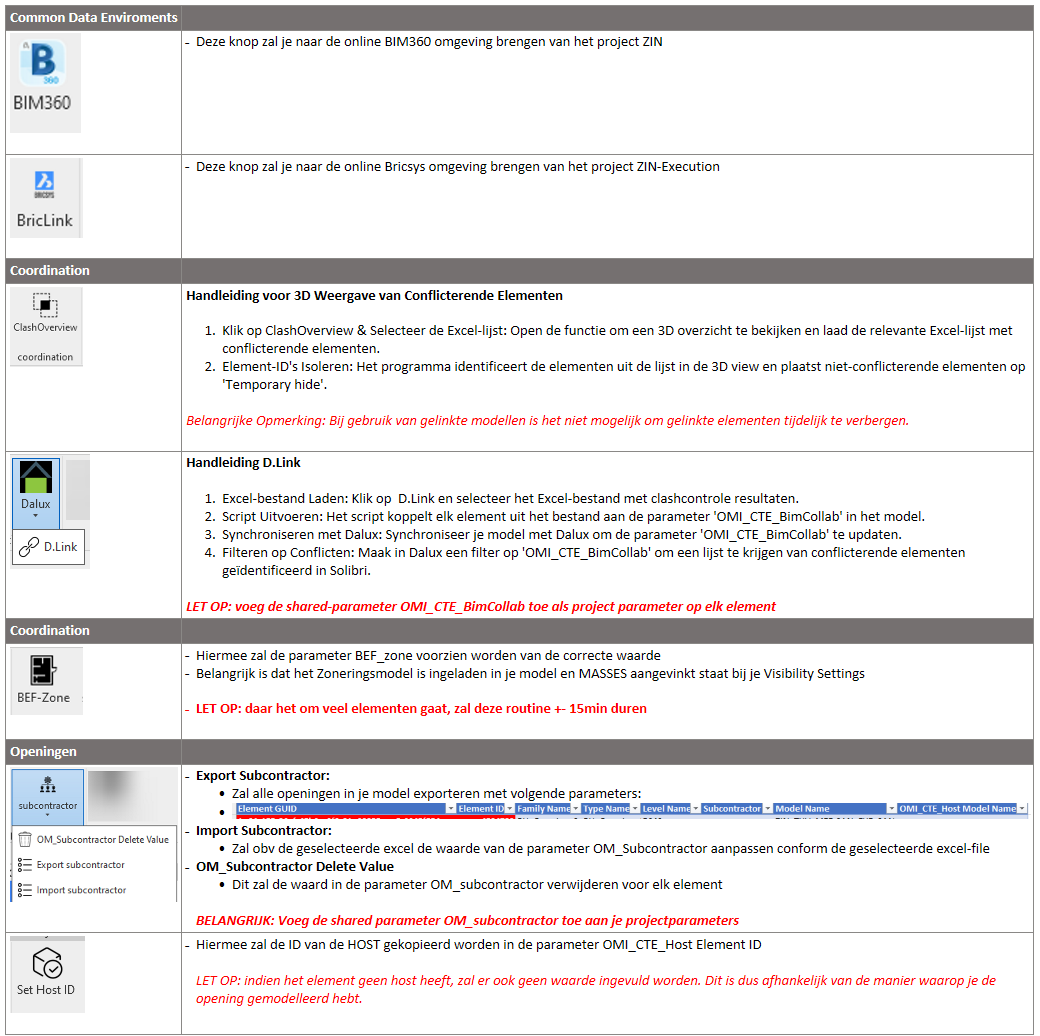 Common Data Enviroments
B
360
BIM360
- Deze knop zal je naar de online BIM360 omgeving brengen van het project ZIN
BRICSYS
BricLink
- Deze knop zal je naar de online Bricsys omgeving brengen van het project ZIN-Execution
Coordination
ClashOverview
coordination
Handleiding voor 3D Weergave van Conflicterende Elementen
1. Klik op ClashOverview & Selecteer de Excel-lijst: Open de functie om een 3D overzicht te bekijken en laad de relevante Excel-lijst met
conflicterende elementen.
2. Element-ID's Isoleren: Het programma identificeert de elementen uit de lijst in de 3D view en plaatst niet-conflicterende elementen op
'Temporary hide'.
Belangrijke Opmerking: Bij gebruik van gelinkte modellen is het niet mogelijk om gelinkte elementen tijdelijk te verbergen.
Dalux
D.Link
Handleiding D.Link
1. Excel-bestand Laden: Klik op D.Link en selecteer het Excel-bestand met clashcontrole resultaten.
2. Script Uitvoeren: Het script koppelt elk element uit het bestand aan de parameter 'OMI_CTE_BimCollab' in het model.
3. Synchroniseren met Dalux: Synchroniseer je model met Dalux om de parameter 'OMI_CTE_BimCollab' te updaten.
4. Filteren op Conflicten: Maak in Dalux een filter op 'OMI_CTE_BimCollab' om een lijst te krijgen van conflicterende elementen
geïdentificeerd in Solibri.
LET OP: voeg de shared-parameter OMI_CTE_BimCollab toe als project parameter op elk element
Coordination
BEF-Zone
- Hiermee zal de parameter BEF_zone voorzien worden van de correcte waarde
- Belangrijk is dat het Zoneringsmodel is ingeladen in je model en MASSES aangevinkt staat bij je Visibility Settings
- LET OP: daar het om veel elementen gaat, zal deze routine +- 15min duren
Openingen
subcontractor
OM_Subcontractor Delete Value
Export subcontractor
Import subcontractor
- Export Subcontractor:
• Zal alle openingen in je model exporteren met volgende parameters:
• Element GUID Element ID Family Name Type Name Level Name Subcontractor Model Name OMI_CTE_Host Model Name
- Import Subcontractor:
• Zal obv de geselecteerde excel de waarde van de parameter OM_Subcontractor aanpassen conform de geselecteerde excel-file
- OM_Subcontractor Delete Value
• Dit zal de waard in de parameter OM_subcontractor verwijderen voor elk element
BELANGRIJK: Voeg de shared parameter OM_subcontractor toe aan je projectparameters
Set Host ID
- Hiermee zal de ID van de HOST gekopieerd worden in de parameter OMI_CTE_Host Element ID
LET OP: indien het element geen host heeft, zal er ook geen waarde ingevuld worden. Dit is dus afhankelijk van de manier waarop je de
opening gemodelleerd hebt.